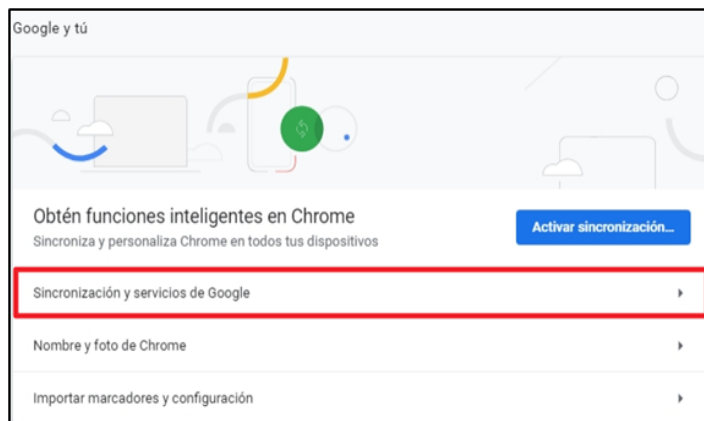 Google y tú
Obtén funciones inteligentes en Chrome
Sincroniza y personaliza Chrome en todos tus dispositivos
Activar sincronización...
Sincronización y servicios de Google
Nombre y foto de Chrome
Importar marcadores y configuración